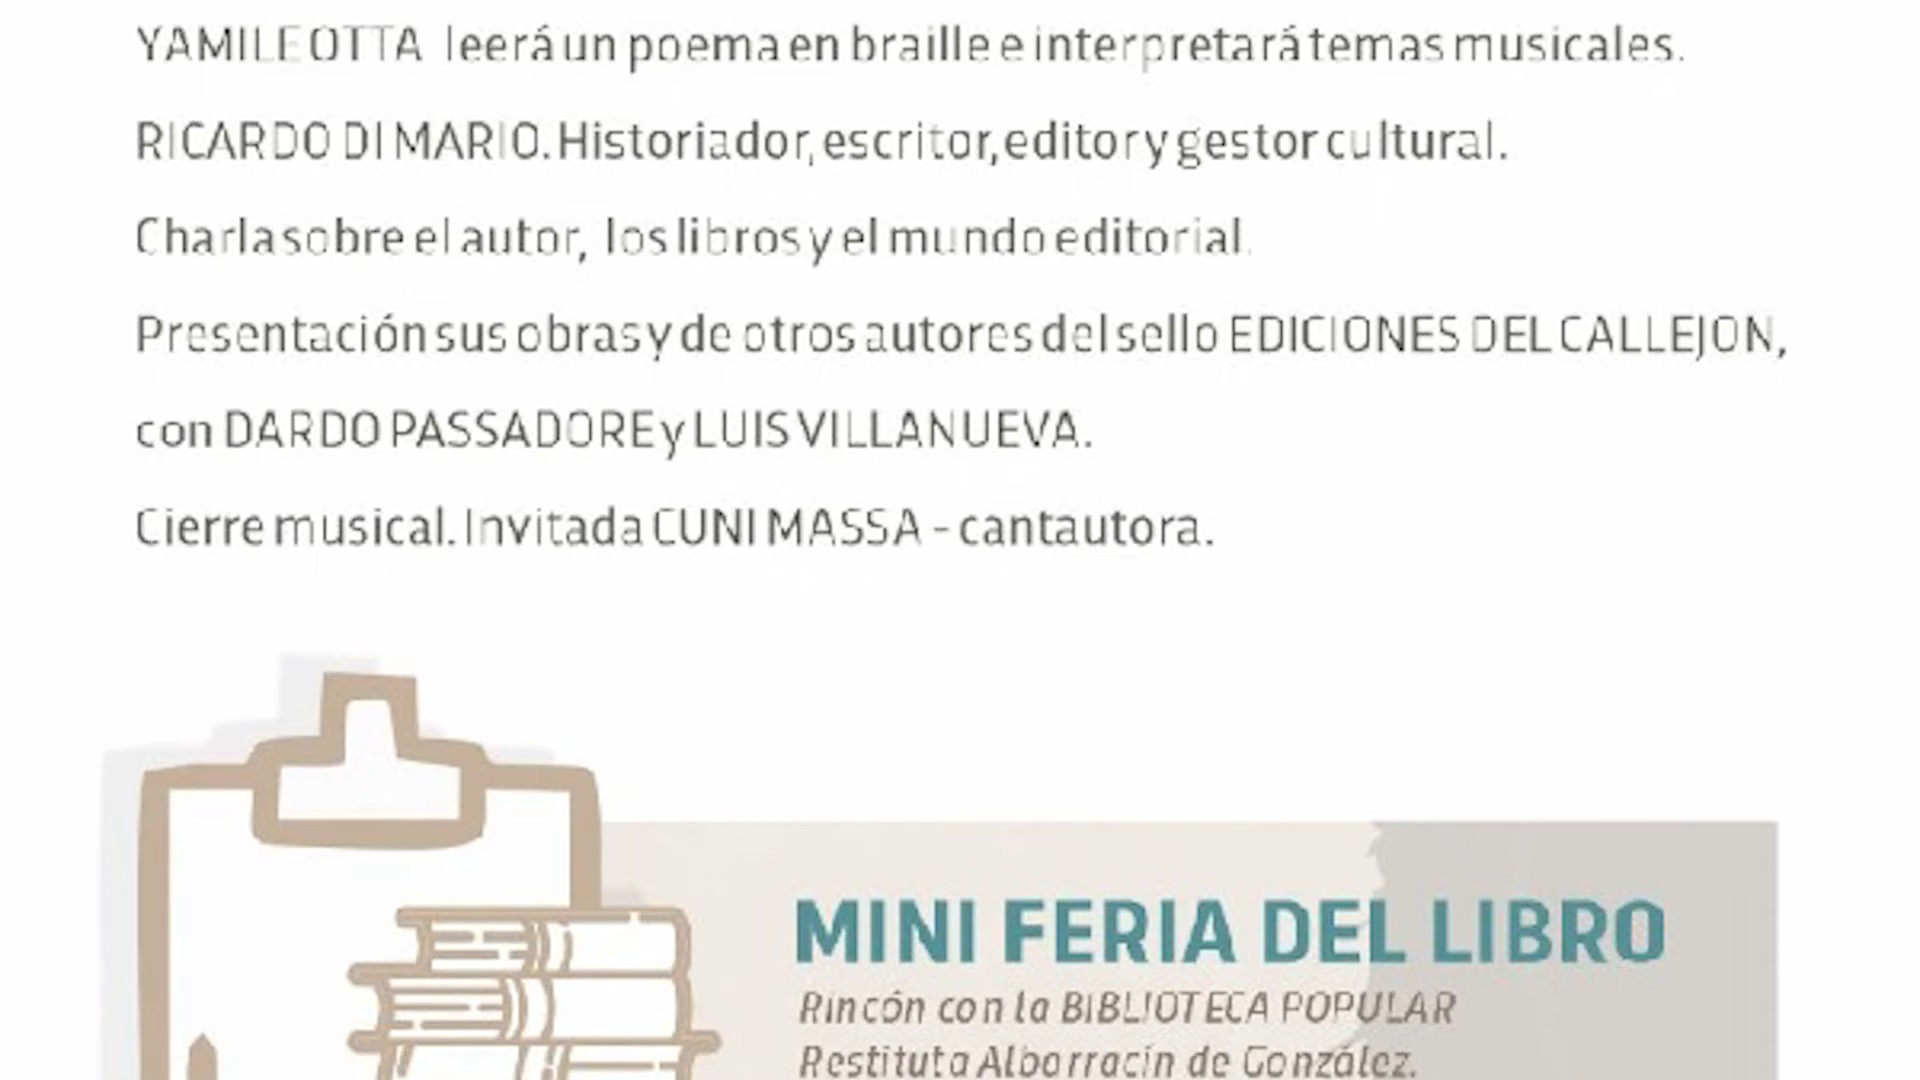 YAMILE OTTA leerá un poema en braille e interpretará temas musicales.
RICARDO DI MARIO. Historiador, escritor, editor y gestor cultural.
Charla sobre el autor, los libros y el mundo editorial.
Presentación sus obras y de otros autores del sello EDICIONES DEL CALLEJON,
con DARDO PASSADORE y LUIS VILLANUEVA.
Cierre musical. Invitada CUNI MASSA - cantautora.
MINI FERIA DEL LIBRO
Rincón con la BIBLIOTECA POPULAR
Restituta Albarracín de González.